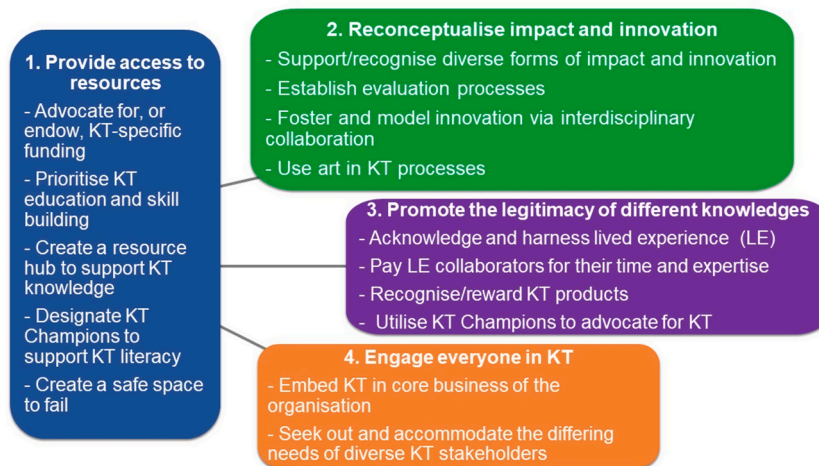 1. Provide access to
resources
- Advocate for, or
endow, KT-specific
funding
- Prioritise KT
education and skill
building
- Create a resource
hub to support KT
knowledge
- Designate KT
Champions to
support KT literacy
- Create a safe space
to fail
2. Reconceptualise impact and innovation
- Support/recognise diverse forms of impact and innovation
- Establish evaluation processes
- Foster and model innovation via interdisciplinary
collaboration
- Use art in KT processes
3. Promote the legitimacy of different knowledges
- Acknowledge and harness lived experience (LE)
- Pay LE collaborators for their time and expertise
- Recognise/reward KT products
- Utilise KT Champions to advocate for KT
4. Engage everyone in KT
- Embed KT in core business of the
organisation
- Seek out and accommodate the differing
needs of diverse KT stakeholders